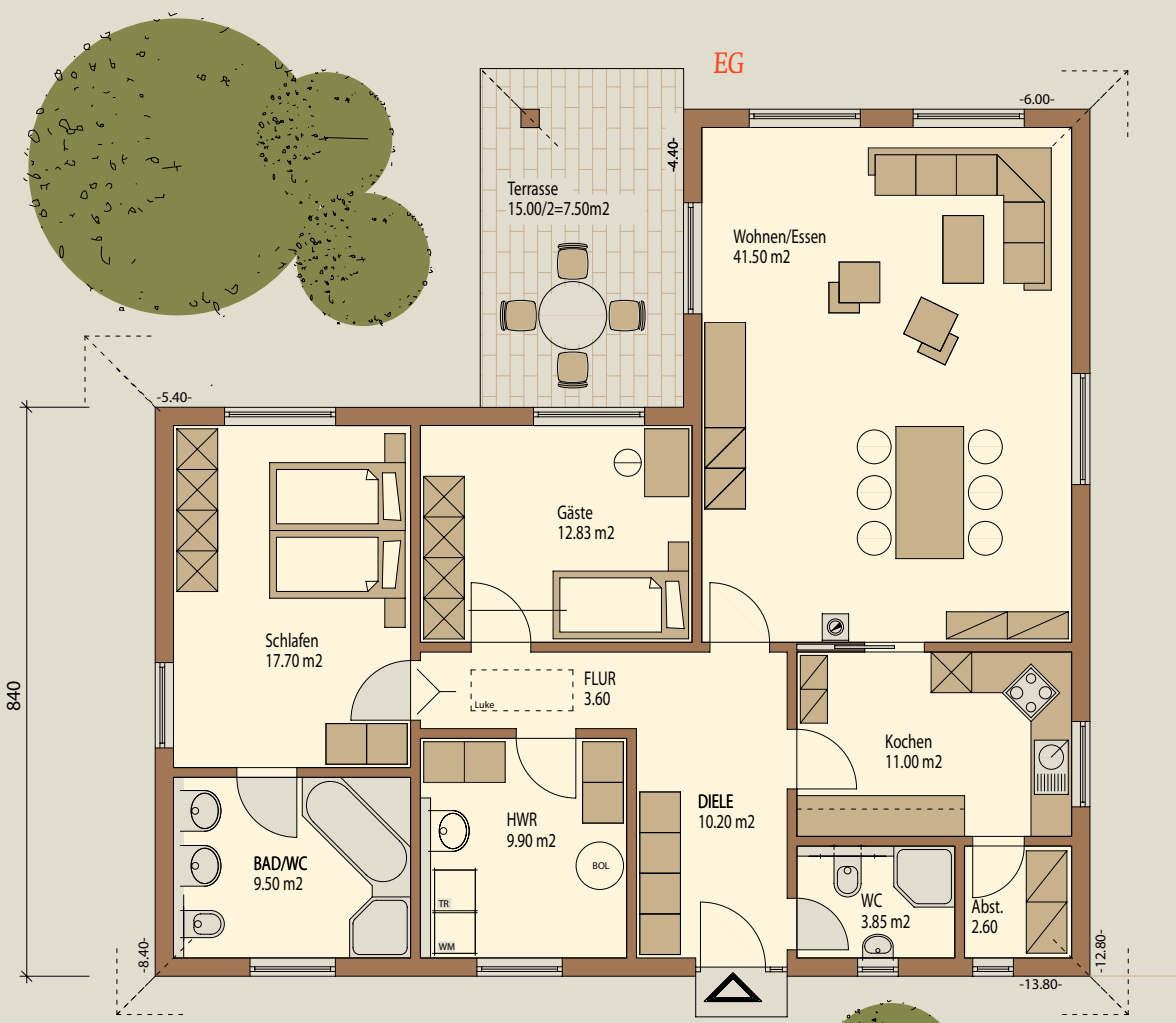 EG
-6.00-
-4.40-
Terrasse
15.00/2=7.50m2
Wohnen/Essen
41.50 m2
-5.40-
840
Gäste
12.83 m2
Schlafen
17.70 m2
FLUR
3.60
Luke
Kochen
11.00 m2
DIELE
10.20 m2
HWR
9.90 m2
BAD/WC
9.50 m2
BOL
TR
WM
WC
3.85 m2
Abst.
2.60
-8.40-
-12.80-
-13.80-